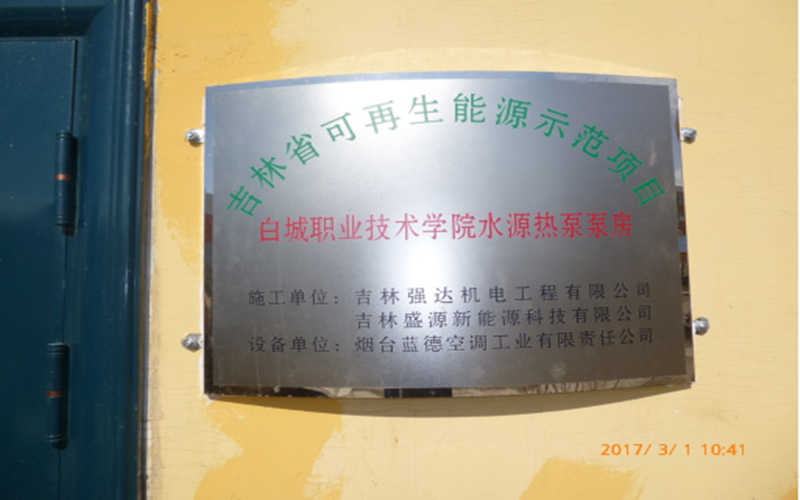 吉林省可再生能源示范项目
白城职业技术学院水源热泵泵房
施工单位：吉林强达机电工程有限公司
吉林盛源新能源科技有限公司
设备单位：烟台蓝德空调工业有限责任公司
2017/ 3/ 1 10:41